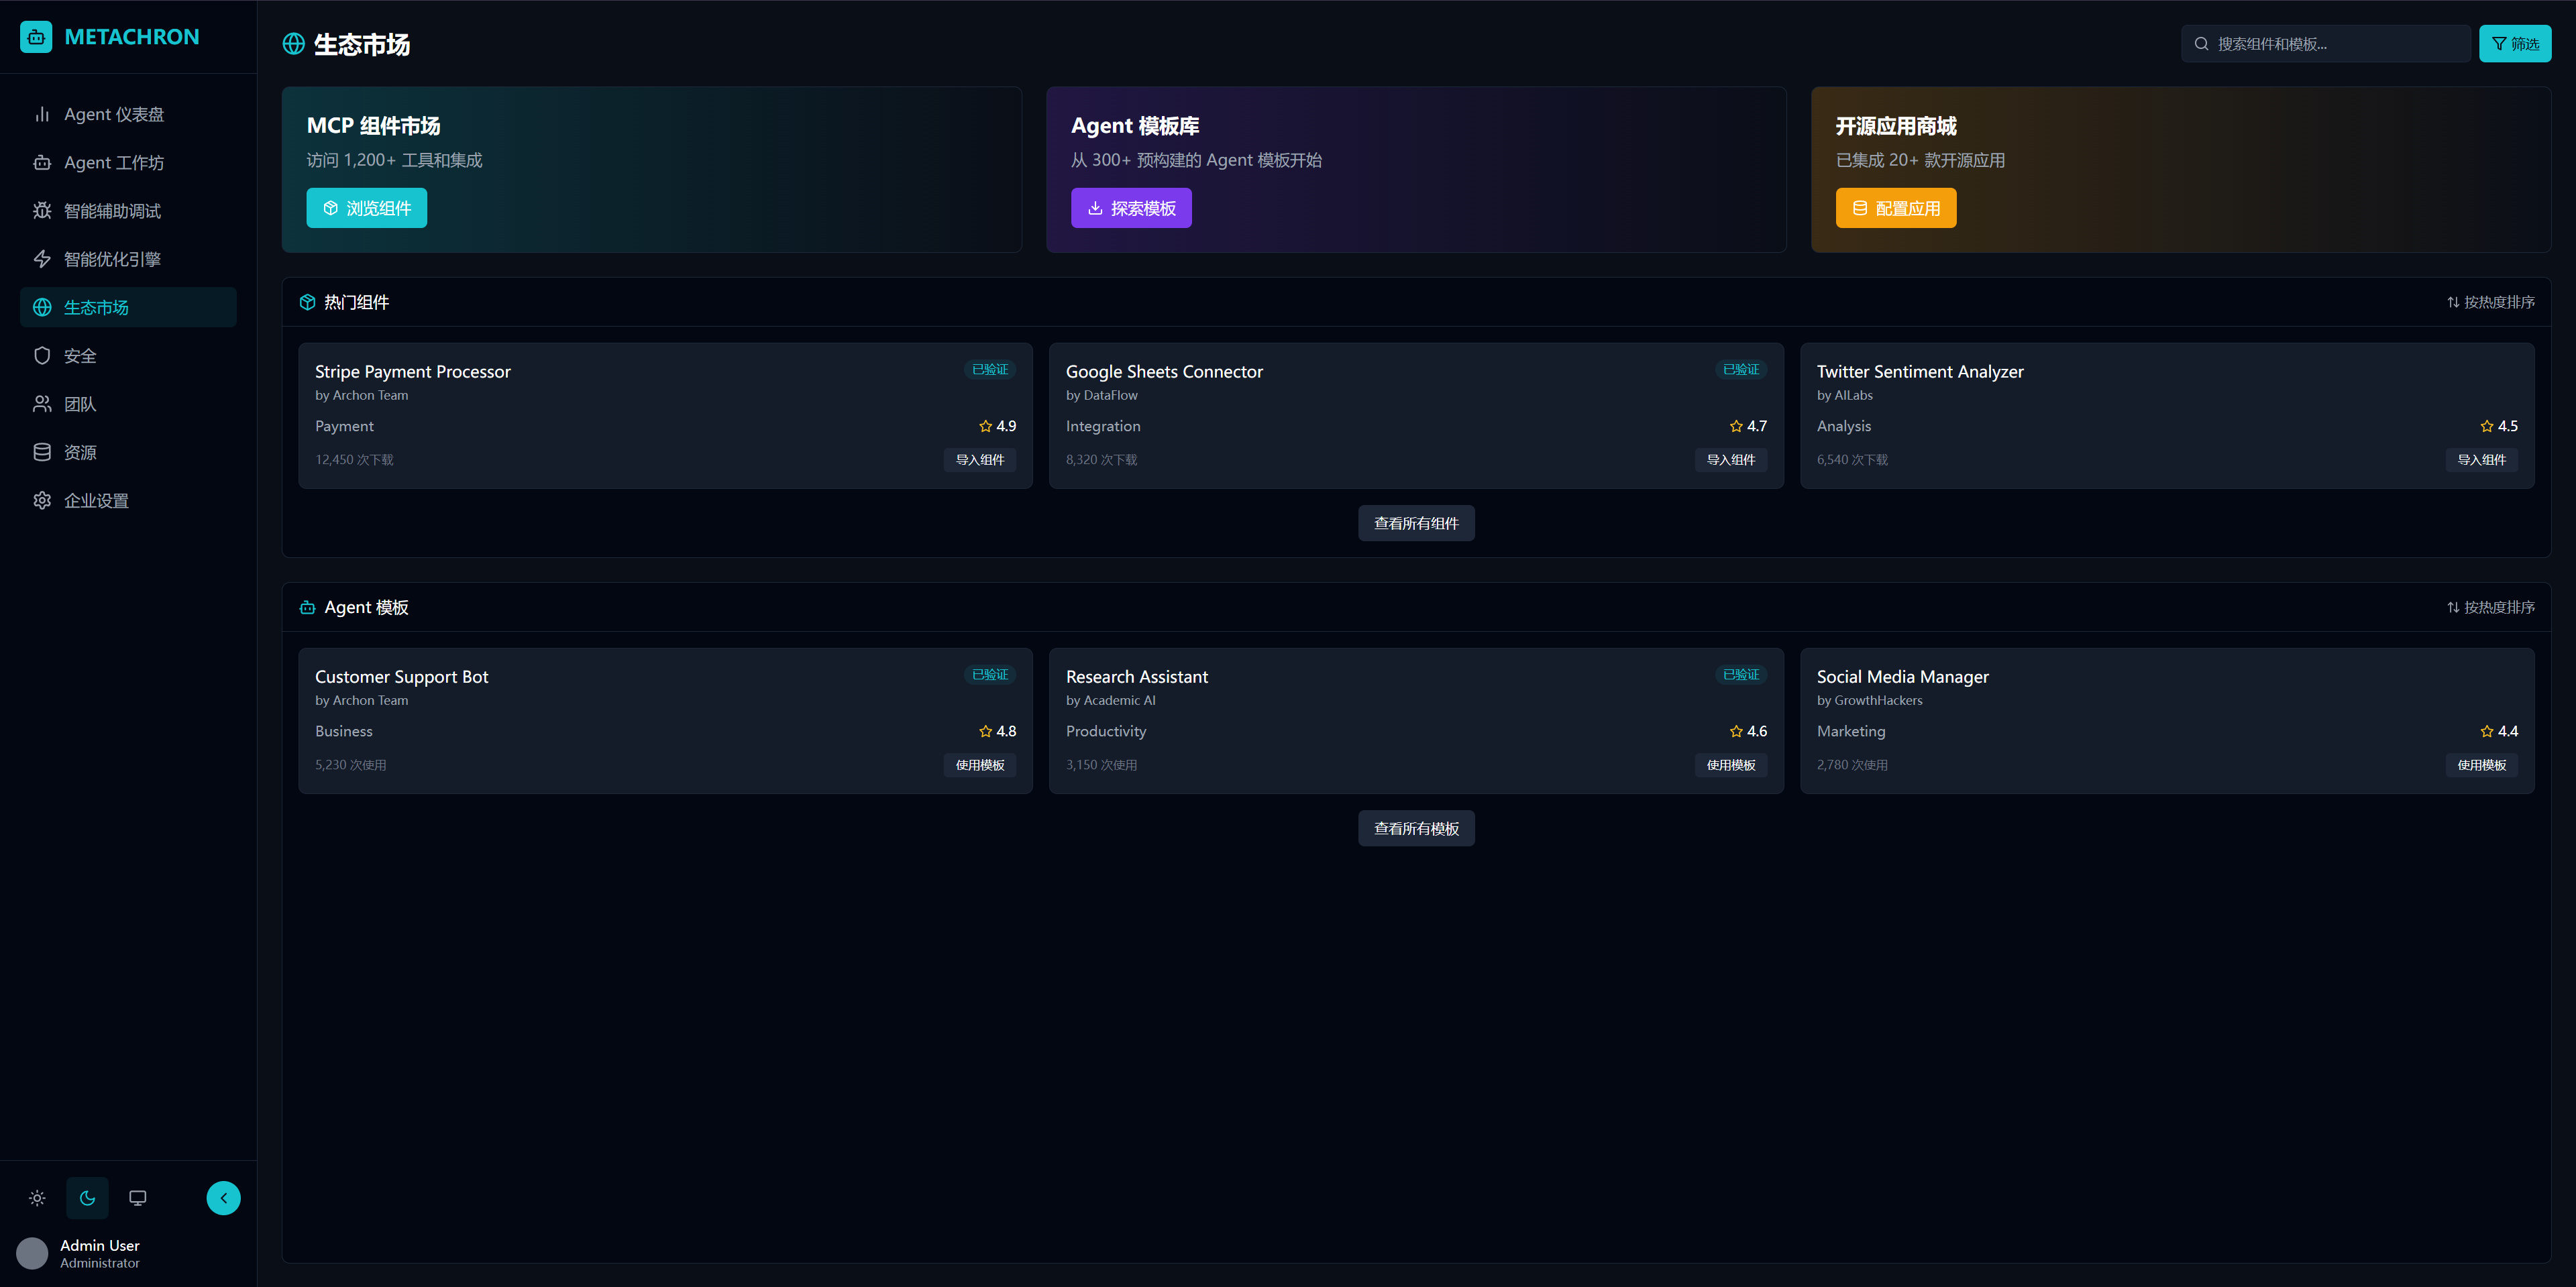 METACHRON
Agent 仪表盘
Agent 工作坊
智能辅助调试
智能优化引擎
生态市场
安全
团队
资源
企业设置
Admin User
Administrator
生态市场
搜索组件和模板...
筛选
MCP 组件市场
访问 1,200+ 工具和集成
浏览组件
Agent 模板库
从 300+ 预构建的 Agent 模板开始
探索模板
开源应用商城
已集成 20+ 款开源应用
配置应用
热门组件
按热度排序
Stripe Payment Processor
已验证
by Archon Team
Payment
4.9
12,450 次下载
导入组件
Google Sheets Connector
已验证
by DataFlow
Integration
4.7
8,320 次下载
导入组件
Twitter Sentiment Analyzer
by AILabs
Analysis
4.5
6,540 次下载
导入组件
查看所有组件
Agent 模板
按热度排序
Customer Support Bot
已验证
by Archon Team
Business
4.8
5,230 次使用
使用模板
Research Assistant
已验证
by Academic AI
Productivity
4.6
3,150 次使用
使用模板
Social Media Manager
by GrowthHackers
Marketing
4.4
2,780 次使用
使用模板
查看所有模板